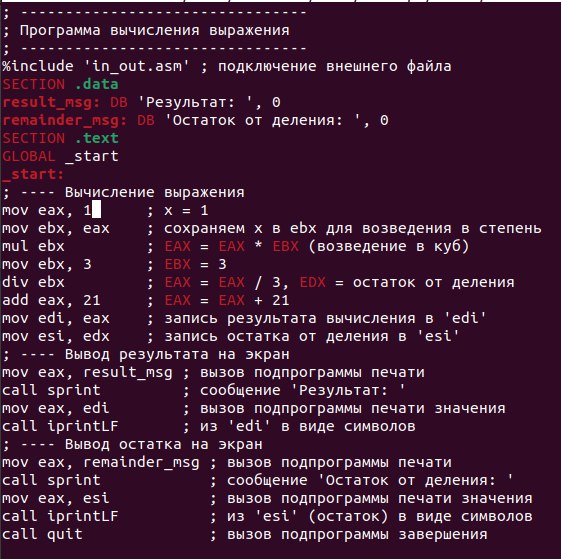 ; --------------------------------
; Программа вычисления выражения
; --------------------------------
%include 'in_out.asm' ; подключение внешнего файла
SECTION .data
result_msg: DB 'Результат: ', 0
remainder_msg: DB 'Остаток от деления: ', 0
SECTION .text
GLOBAL _start
_start:
; ---- Вычисление выражения
mov eax, 1      ; x = 1
mov ebx, eax    ; сохраняем x в ebx для возведения в степень
mul ebx         ; EAX = EAX * EBX (возведение в куб)
mov ebx, 3      ; EBX = 3
div ebx         ; EAX = EAX / 3, EDX = остаток от деления
add eax, 21     ; EAX = EAX + 21
mov edi, eax    ; запись результата вычисления в 'edi'
mov esi, edx    ; запись остатка от деления в 'esi'
; ---- Вывод результата на экран
mov eax, result_msg ; вызов подпрограммы печати
call sprint         ; сообщение 'Результат: '
mov eax, edi        ; вызов подпрограммы печати значения
call iprintLF       ; из 'edi' в виде символов
; ---- Вывод остатка на экран
mov eax, remainder_msg ; вызов подпрограммы печати
call sprint            ; сообщение 'Остаток от деления: '
mov eax, esi           ; вызов подпрограммы печати значения
call iprintLF          ; из 'esi' (остаток) в виде символов
call quit              ; вызов подпрограммы завершения